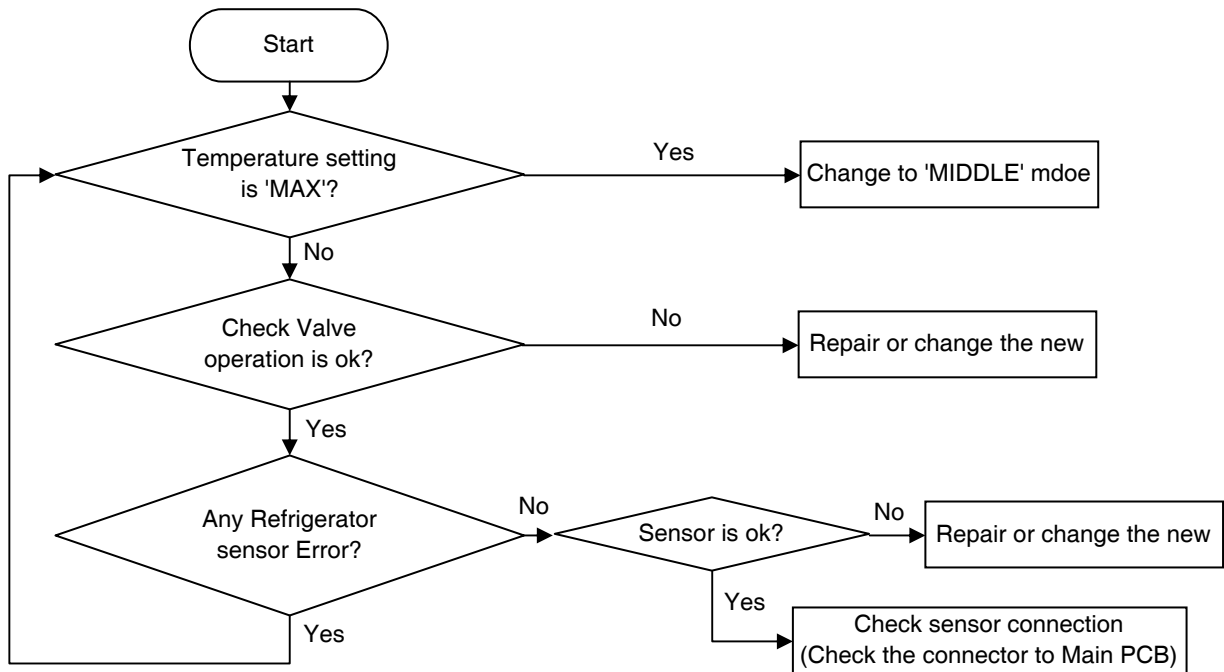 Start
Temperature setting
is 'MAX'?
Yes
Change to 'MIDDLE' mdoe
No
Check Valve
operation is ok?
No
Repair or change the new
Yes
Any Refrigerator
sensor Error?
No
Sensor is ok?
No
Repair or change the new
Yes
Yes
Check sensor connection
(Check the connector to Main PCB)